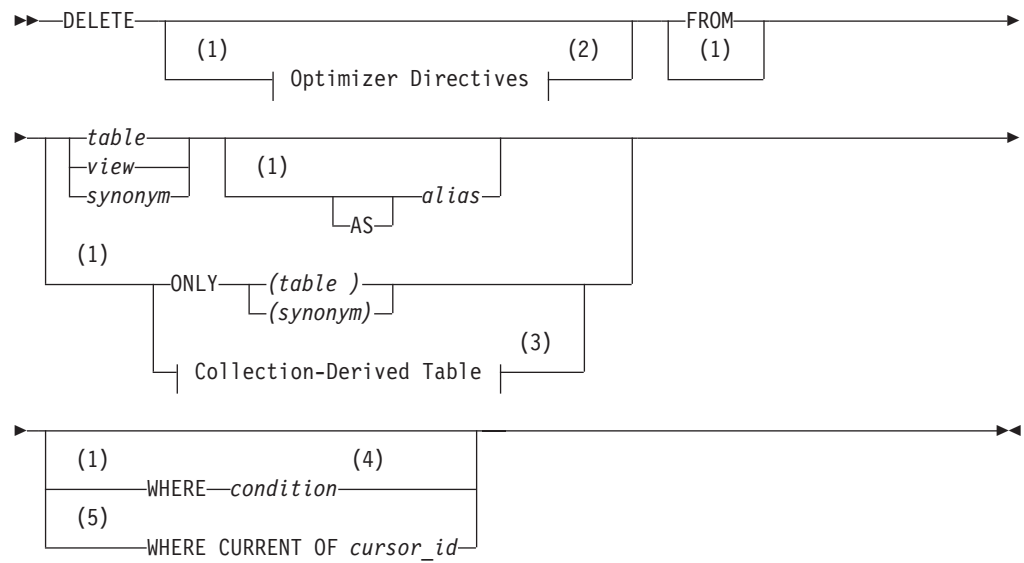 DELETE FROM
(1) (2) (1)
Optimizer Directives
table
view
synonym
(1)
alias
AS
(1)
ONLY (table )
(synonym)
(3)
Collection-Derived Table
(1) (4)
WHERE condition
(5)
WHERE CURRENT OF cursor_id